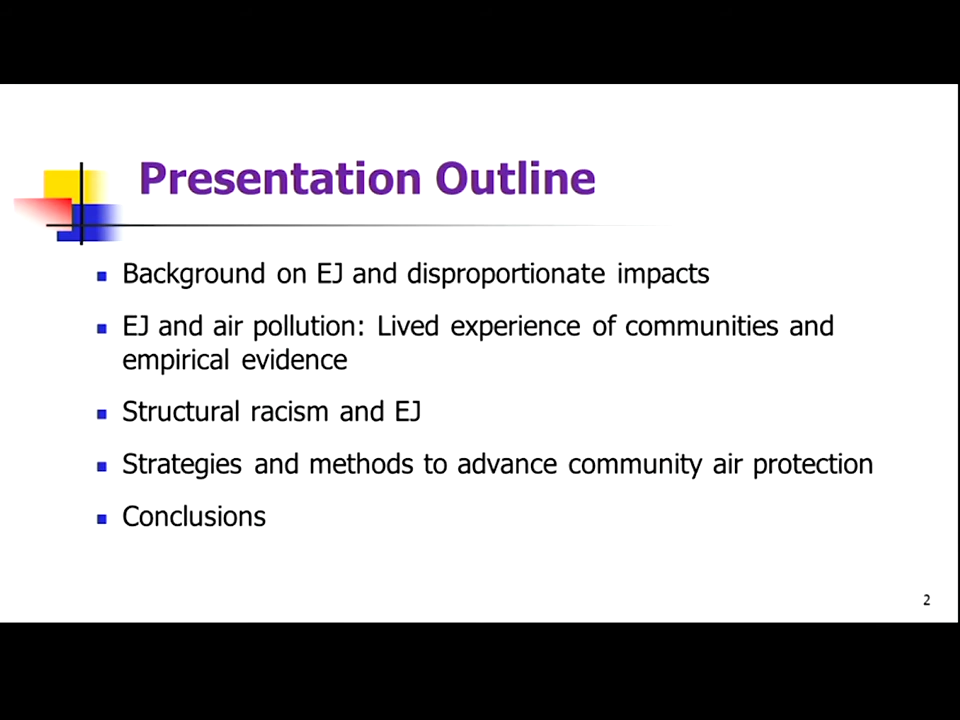 Presentation Outline
Background on EJ and disproportionate impacts
EJ and air pollution: Lived experience of communities and
empirical evidence
Structural racism and EJ
Strategies and methods to advance community air protection
Conclusions
2